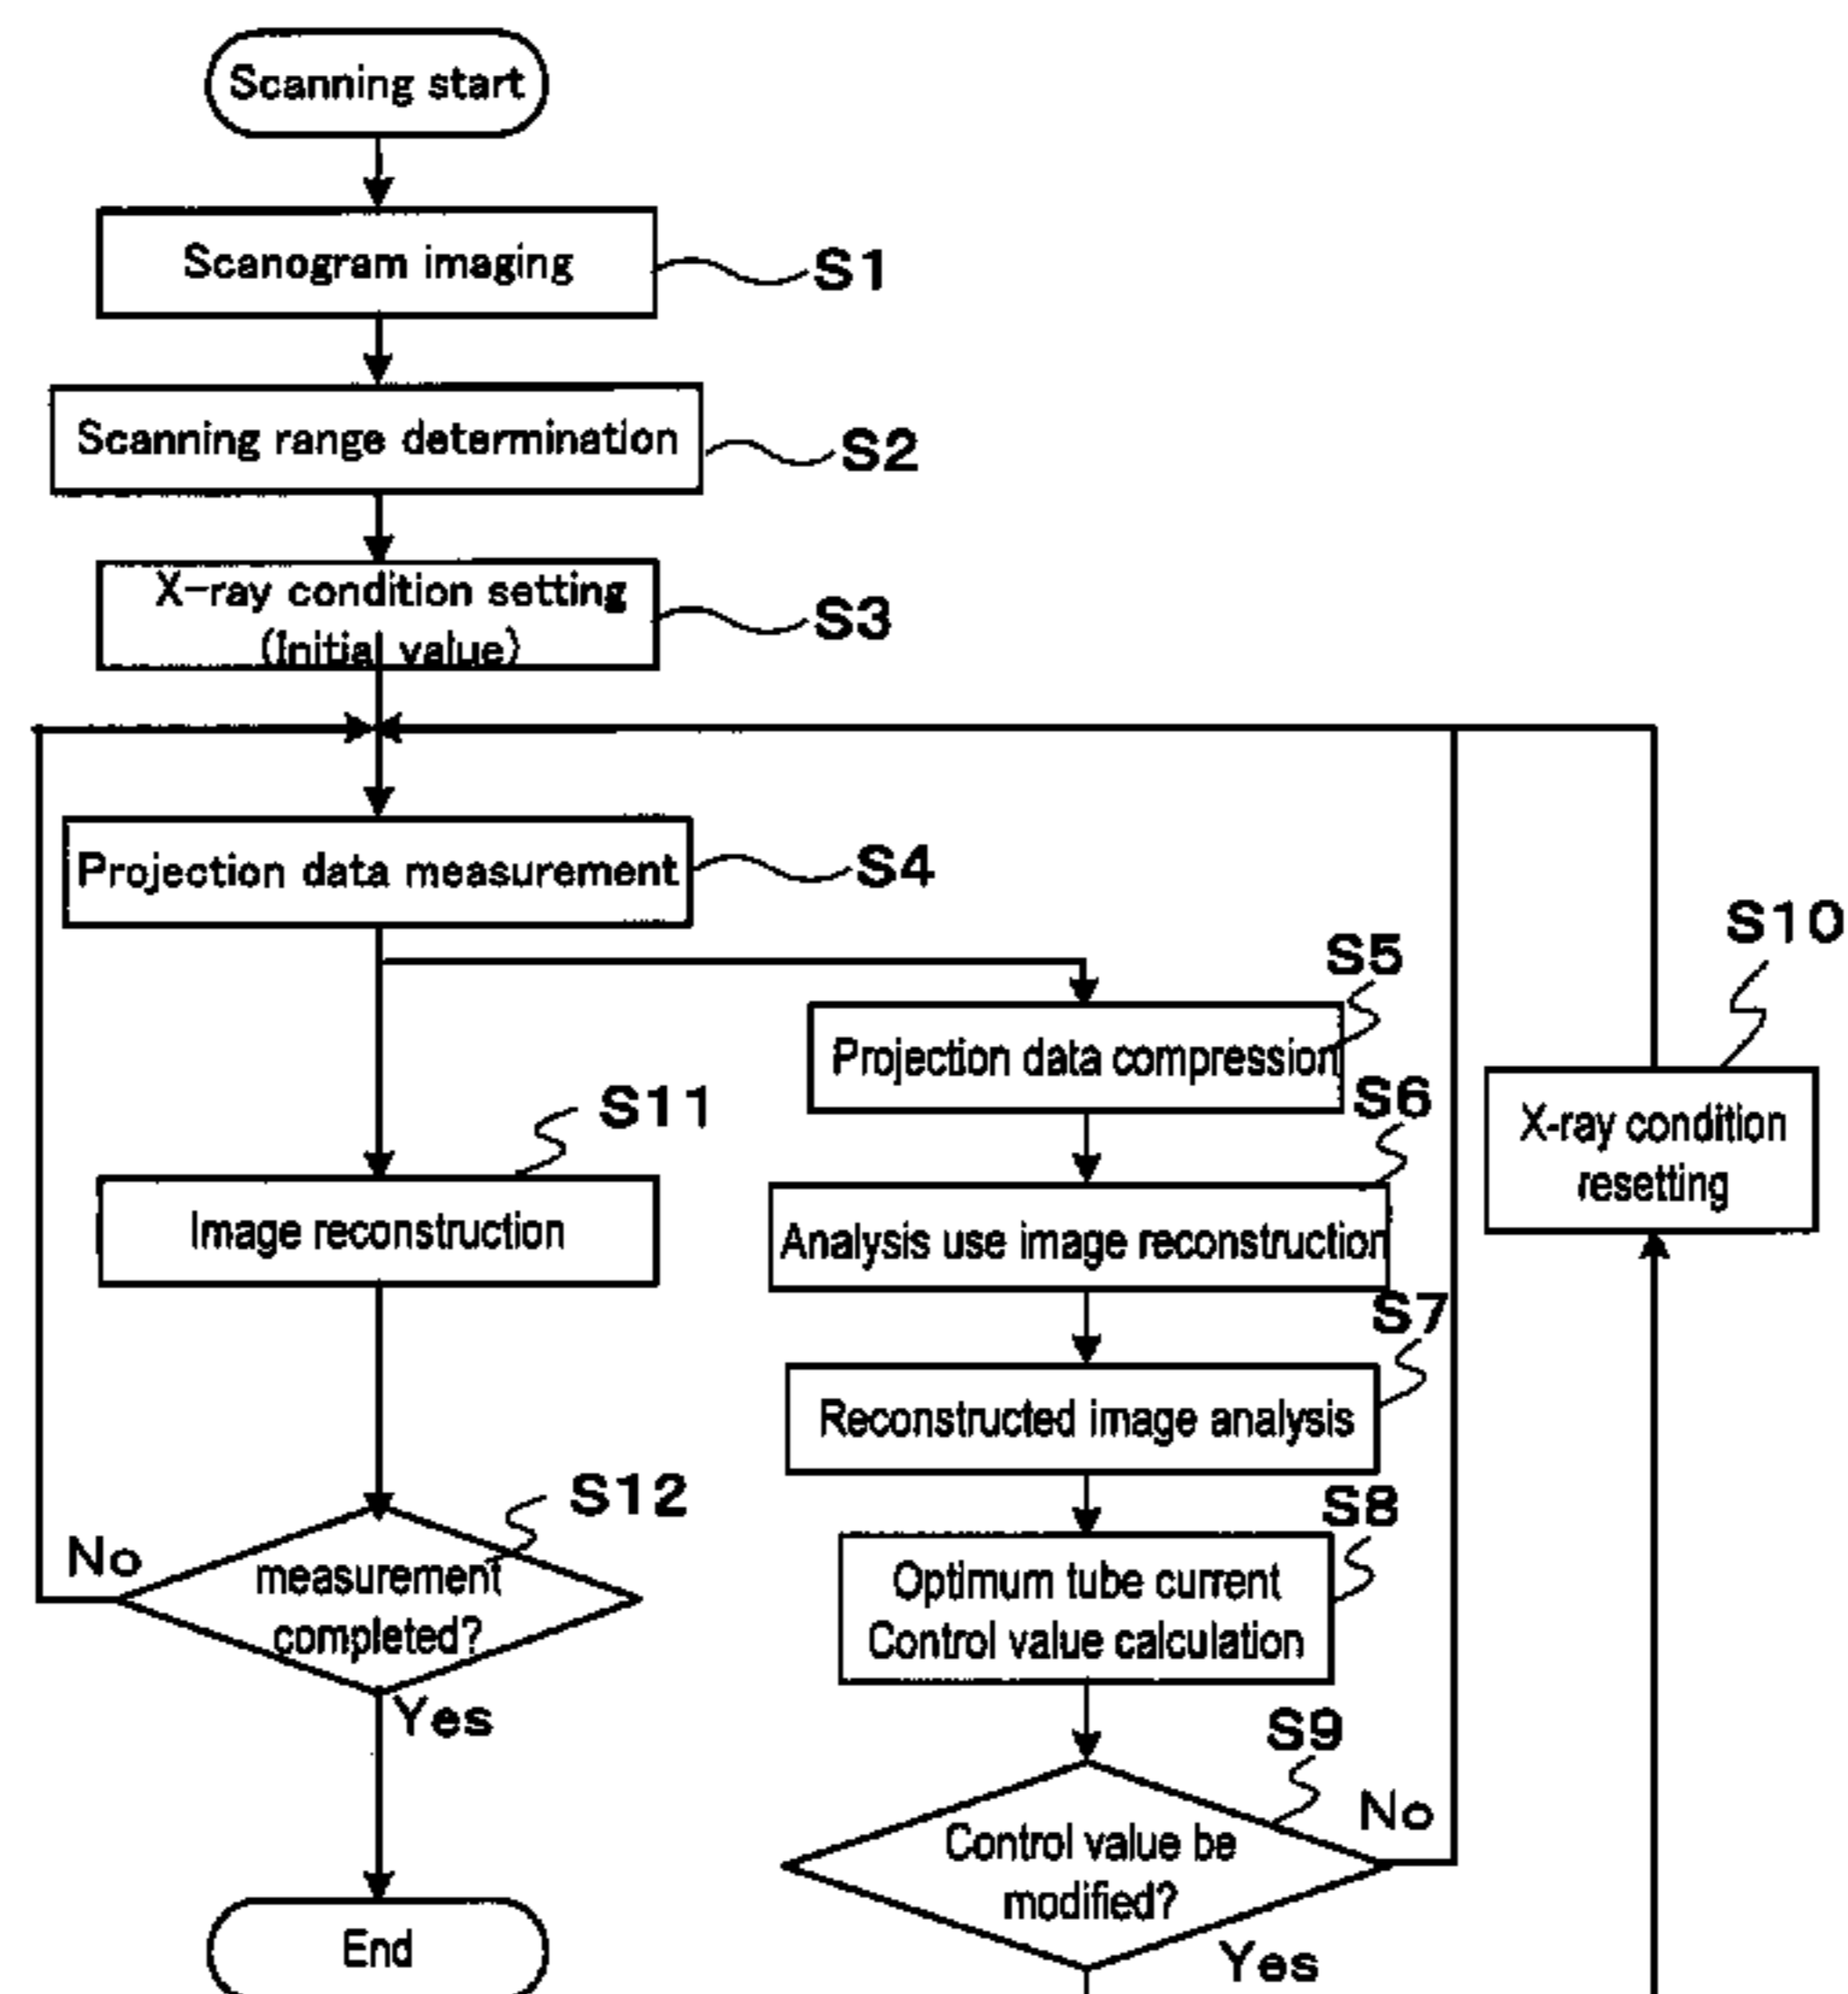 Scanning start
Scanogram imaging
S1
Scanning range determination
S2
X-ray condition setting
(Initial value)
S3
Projection data measurement
S4
S10
S5
Projection data compression
S11
S6
X-ray condition
resetting
Image reconstruction
Analysis use image reconstruction
S7
Reconstructed image analysis
S12
S8
No
measurement
completed?
Optimum tube current
Control value calculation
Yes
S9
No
Control value be
modified?
End
Yes